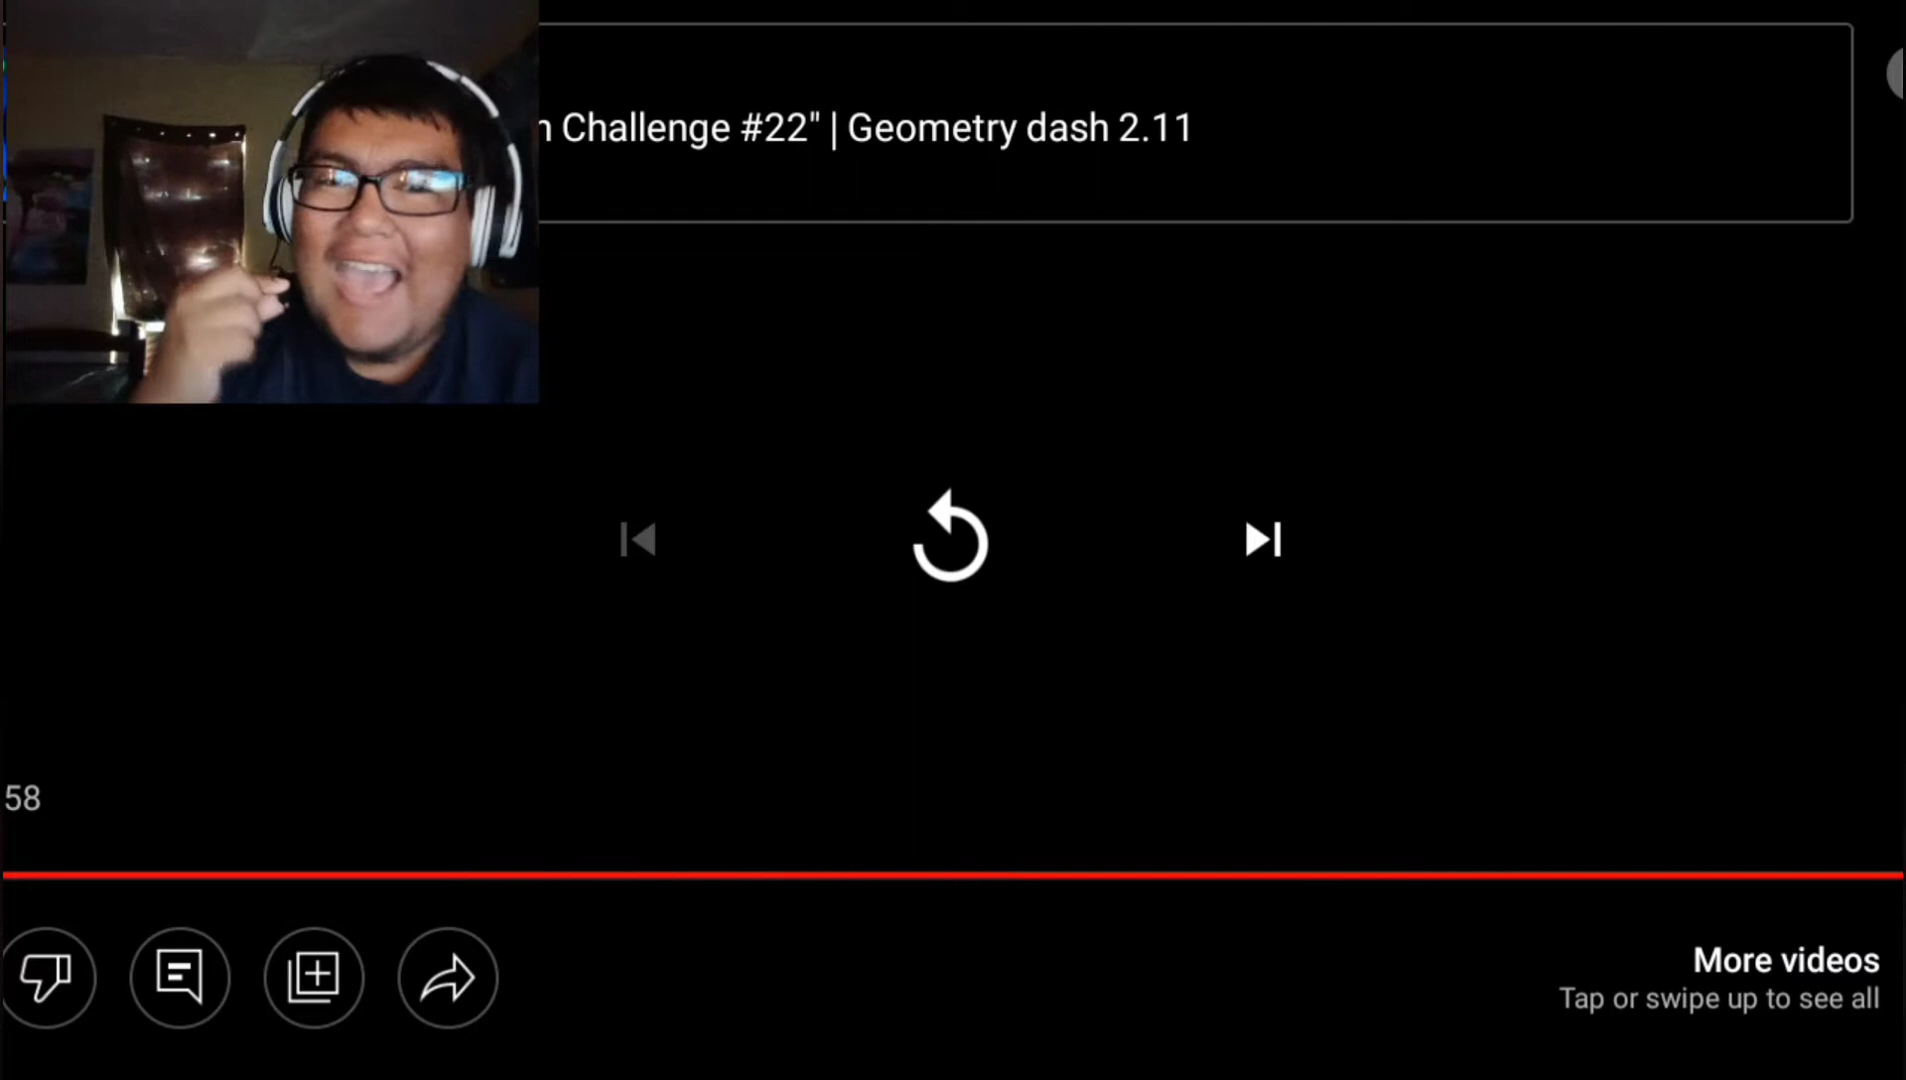 Challenge #22" | Geometry dash 2.11
58
More videos
Tap or swipe up to see all